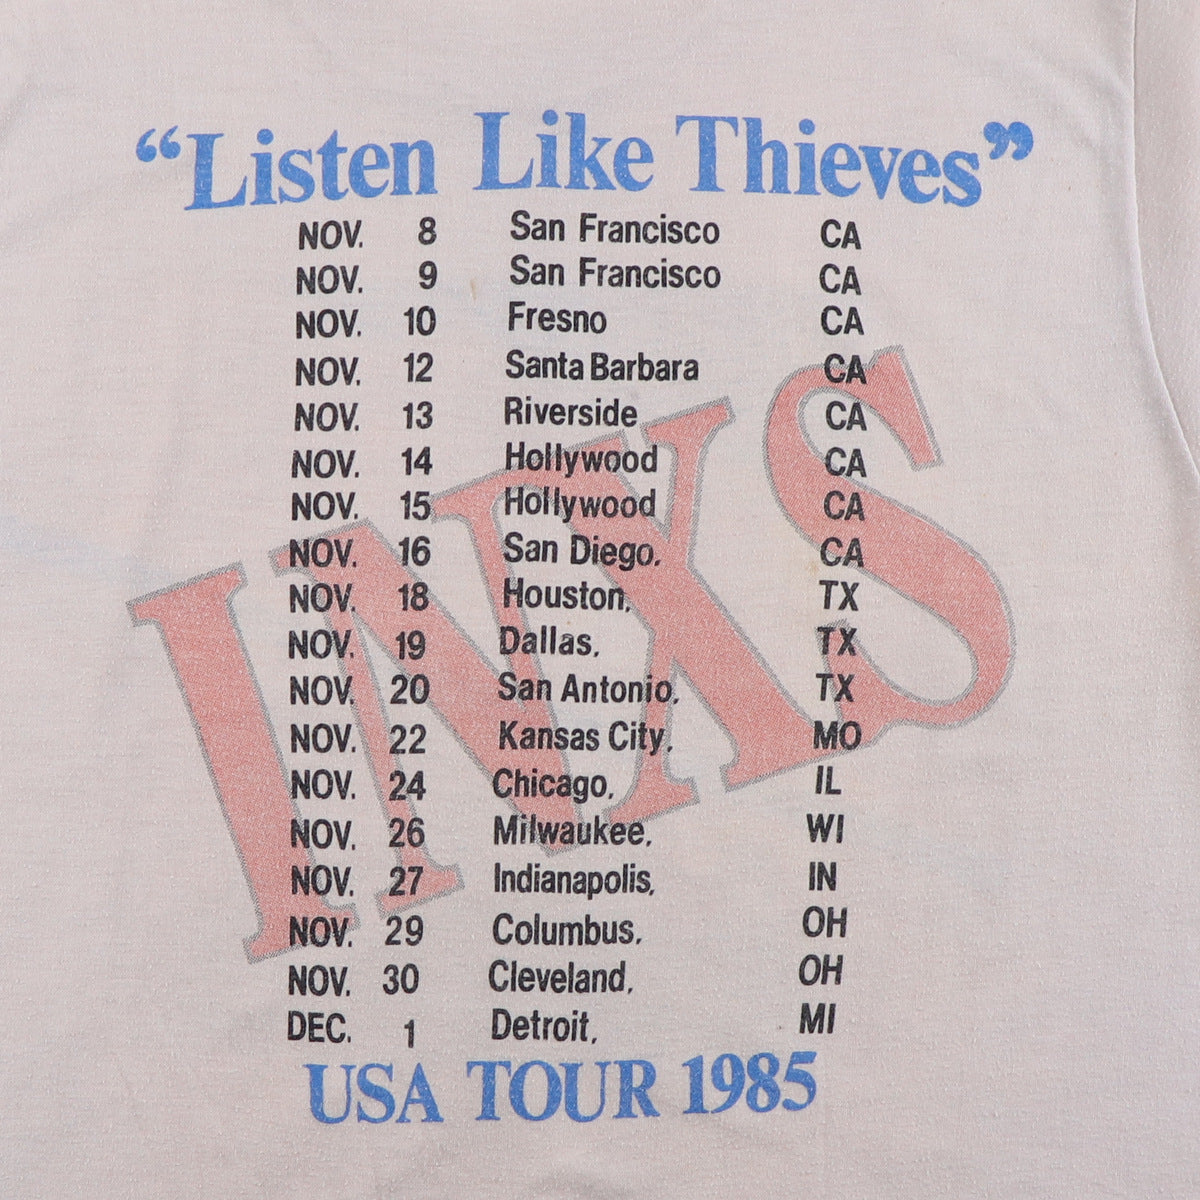 “Listen Like Thieves”
NOV. 8 San Francisco CA
NOV. 9 San Francisco CA
NOV. 10 Fresno CA
NOV. 12 Santa Barbara CA
NOV. 13 Riverside CA
NOV. 14 Hollywood CA
NOV. 15 Hollywood CA
NOV. 16 San Diego. CA
NOV. 18 Houston, TX
NOV. 19 Dallas, TX
NOV. 20 San Antonio, TX
NOV. 22 Kansas City, MO
NOV. 24 Chicago, IL
NOV. 26 Milwaukee, WI
NOV. 27 Indianapolis, IN
NOV. 29 Columbus, OH
NOV. 30 Cleveland, OH
DEC. 1 Detroit, MI
INXS
USA TOUR 1985